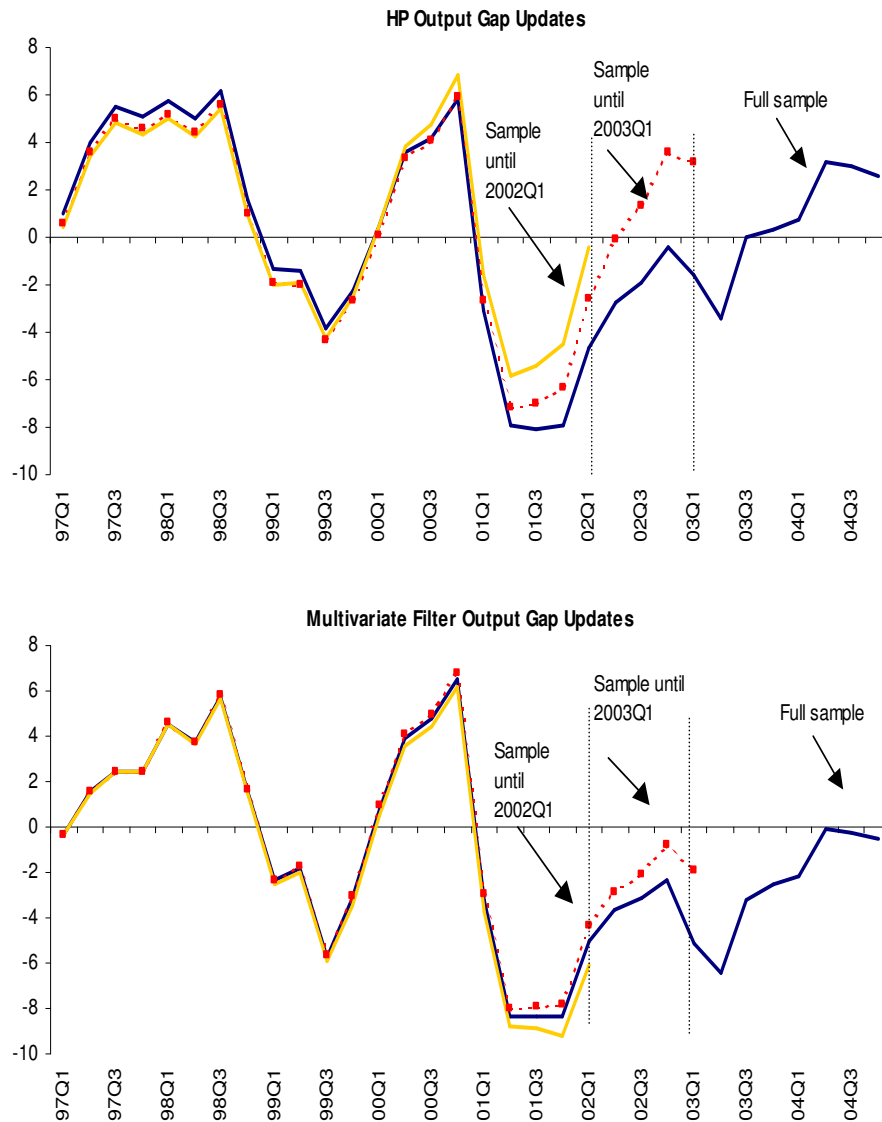 HP Output Gap Updates
8
6
4
2
0
-2
-4
-6
-8
-10
Sample
until
2002Q1
Sample
until
2003Q1
Full sample
97Q1
97Q3
98Q1
98Q3
99Q1
99Q3
00Q1
00Q3
01Q1
01Q3
02Q1
02Q3
03Q1
03Q3
04Q1
04Q3
Multivariate Filter Output Gap Updates
8
6
4
2
0
-2
-4
-6
-8
-10
Sample
until
2002Q1
Sample until
2003Q1
Full sample
97Q1
97Q3
98Q1
98Q3
99Q1
99Q3
00Q1
00Q3
01Q1
01Q3
02Q1
02Q3
03Q1
03Q3
04Q1
04Q3